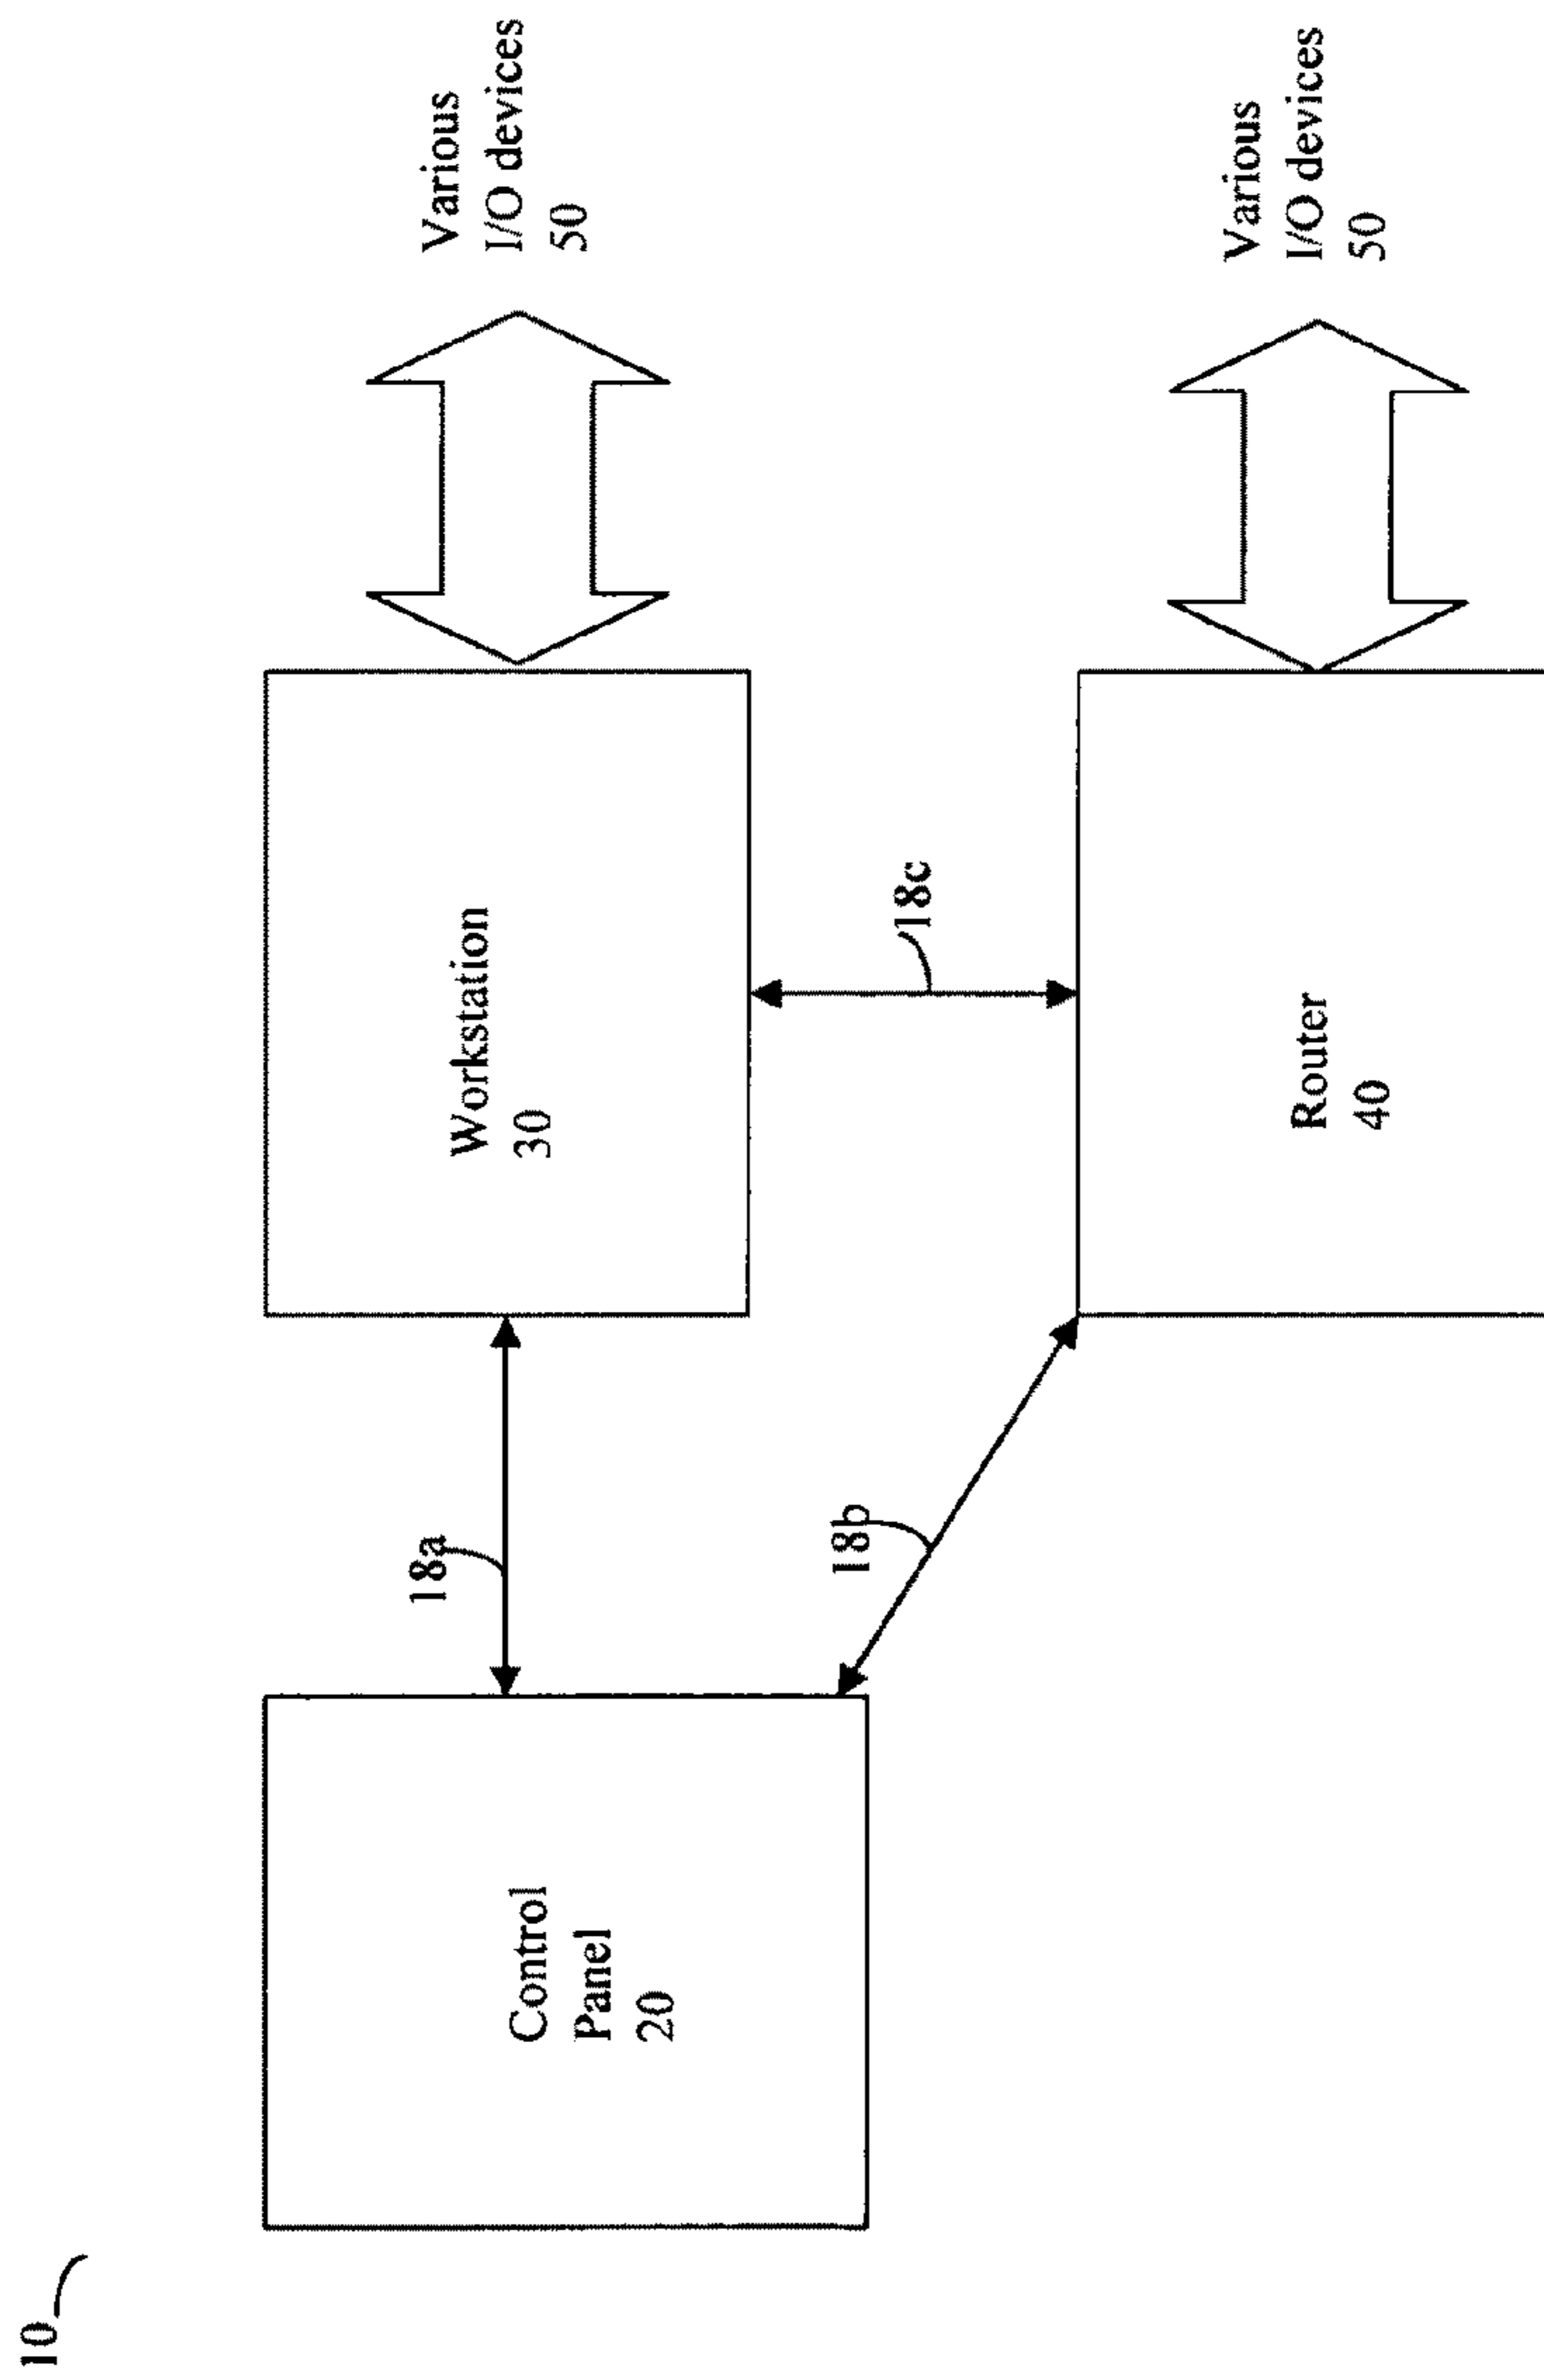 10
Control
Panel
20
18a
18b
Workstation
30
18c
Router
40
Various
I/O devices
50
Various
I/O devices
50